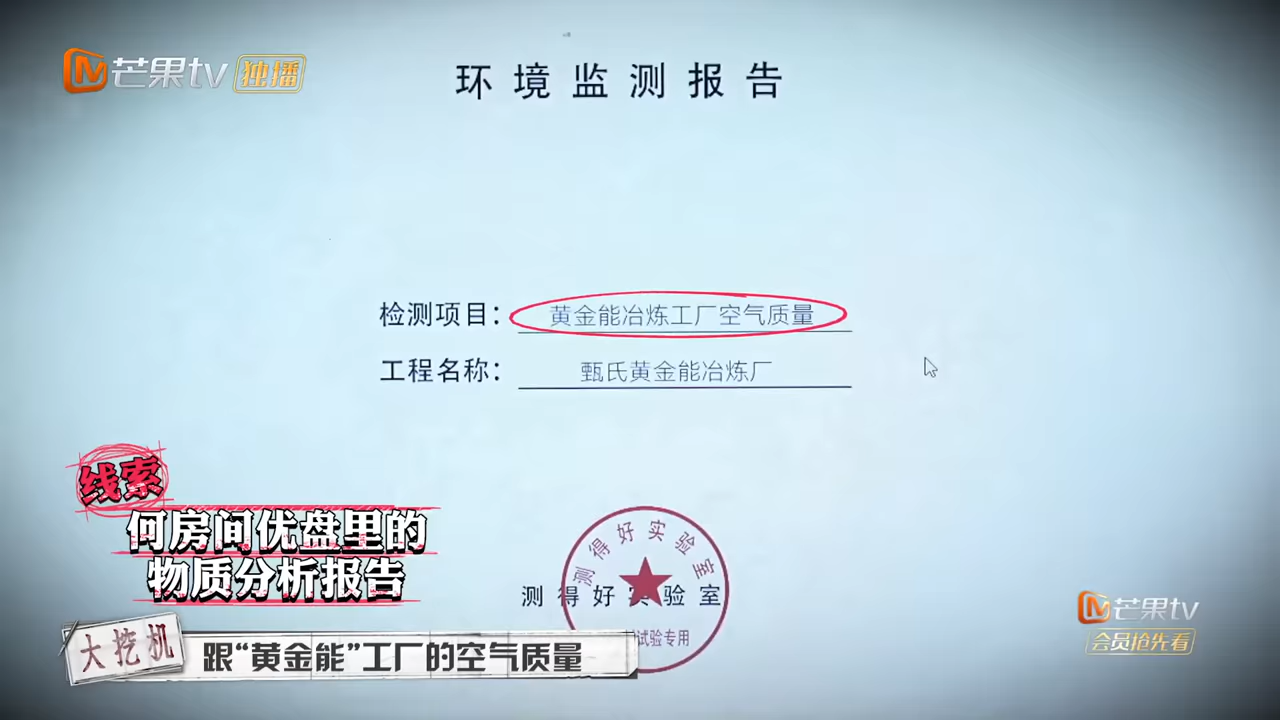 芒果tv 独播
环境监测报告
检测项目：黄金能冶炼工厂空气质量
工程名称：甄氏黄金能冶炼厂
线索
何房间优盘里的
物质分析报告
测得好实验室
测得好实验室
试验专用
大挖机
跟“黄金能”工厂的空气质量
芒果tv
会员抢先看